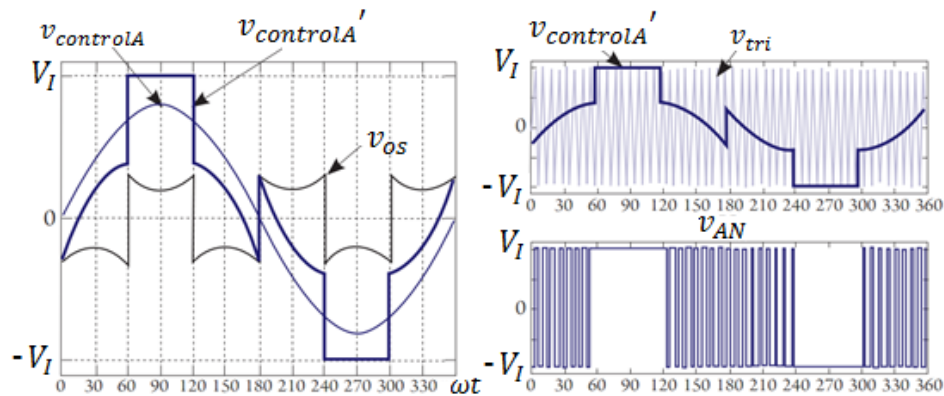 v_controlA v_controlA′
V_I
v_os
0
-V_I
0 30 60 90 120 150 180 210 240 270 300 330 ωt
v_controlA′ v_tri
V_I
0
-V_I
0 30 60 90 120 150 180 210 240 270 300 330 360
v_AN
V_I
0
-V_I
0 30 60 90 120 150 180 210 240 270 300 330 360